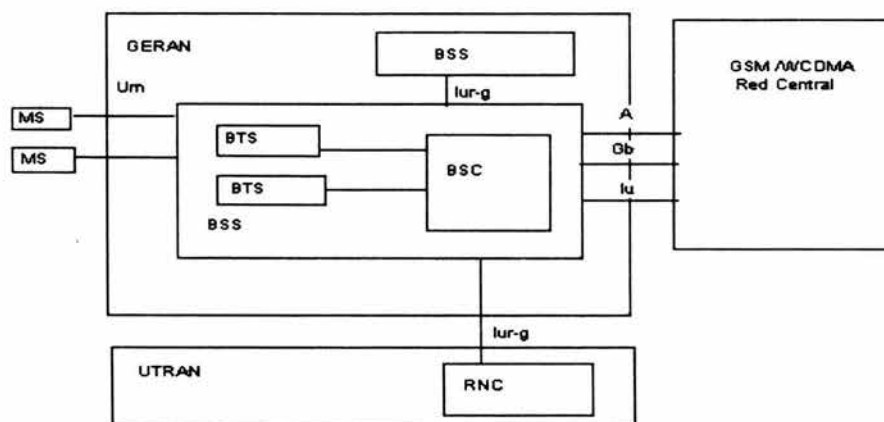 GERAN
BSS
GSM /WCDMA
Red Central
Um
Iur-g
MS
A
BTS
Gb
MS
BSC
BTS
Iu
BSS
Iur-g
UTRAN
RNC